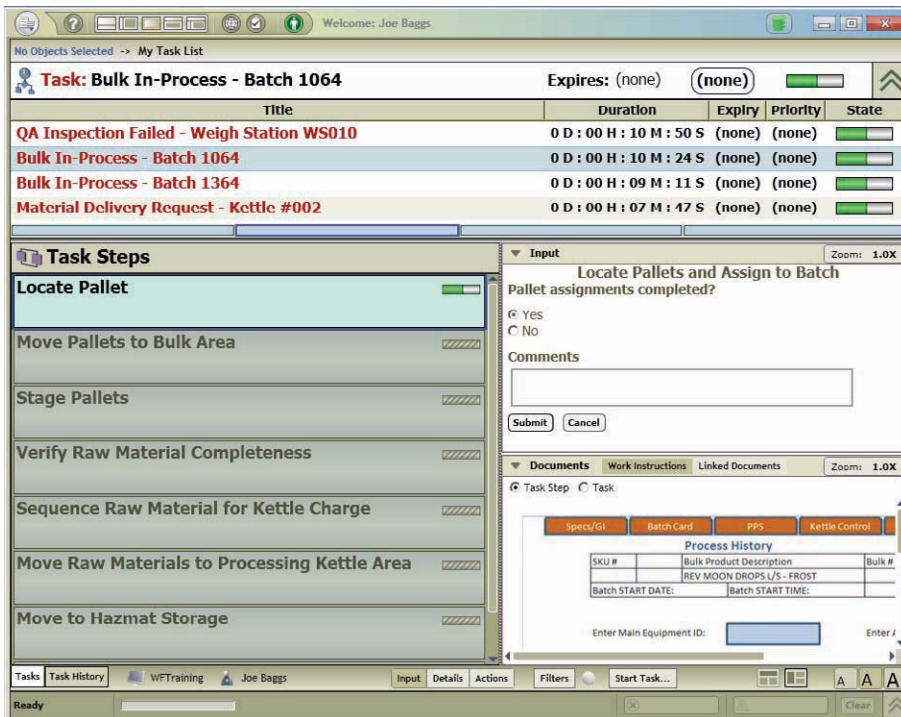 Welcome: Joe Baggs
No Objects Selected -> My Task List
Task: Bulk In-Process - Batch 1064 Expires: (none) (none)
Title Duration Expiry Priority State
QA Inspection Failed - Weigh Station WS010 0 D : 00 H : 10 M : 50 S (none) (none)
Bulk In-Process - Batch 1064 0 D : 00 H : 10 M : 24 S (none) (none)
Bulk In-Process - Batch 1364 0 D : 00 H : 09 M : 11 S (none) (none)
Material Delivery Request - Kettle #002 0 D : 00 H : 07 M : 47 S (none) (none)
Task Steps
Locate Pallet
Move Pallets to Bulk Area
Stage Pallets
Verify Raw Material Completeness
Sequence Raw Material for Kettle Charge
Move Raw Materials to Processing Kettle Area
Move to Hazmat Storage
Input Zoom: 1.0X
Locate Pallets and Assign to Batch
Pallet assignments completed?
Yes
No
Comments
Submit Cancel
Documents Work Instructions Linked Documents Zoom: 1.0X
Task Step Task
Specs/GI Batch Card PPS Kettle Control
Process History
SKU # Bulk Product Description Bulk #
REV MOON DROPS L/S - FROST
Batch START DATE: Batch START TIME:
Enter Main Equipment ID: Enter
Tasks Task History WFTraining Joe Baggs Input Details Actions Filters Start Task... A A A
Ready Clear